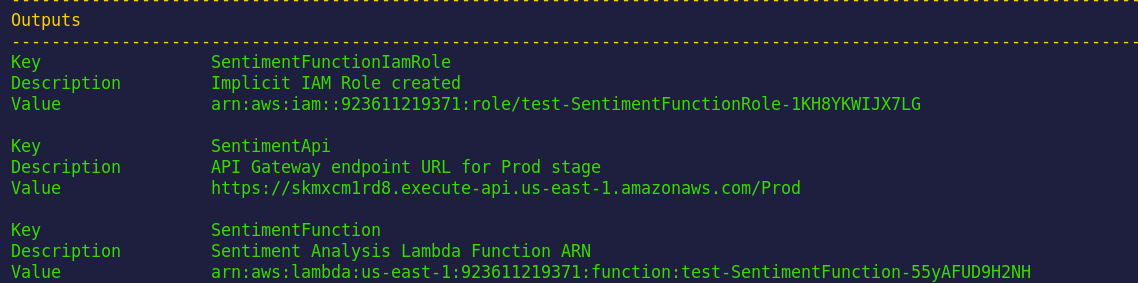 Outputs
Key SentimentFunctionIamRole
Description Implicit IAM Role created
Value arn:aws:iam::923611219371:role/test-SentimentFunctionRole-1KH8YKWIJX7LG
Key SentimentApi
Description API Gateway endpoint URL for Prod stage
Value https://skmxcm1rd8.execute-api.us-east-1.amazonaws.com/Prod
Key SentimentFunction
Description Sentiment Analysis Lambda Function ARN
Value arn:aws:lambda:us-east-1:923611219371:function:test-SentimentFunction-55yAFUD9H2NH